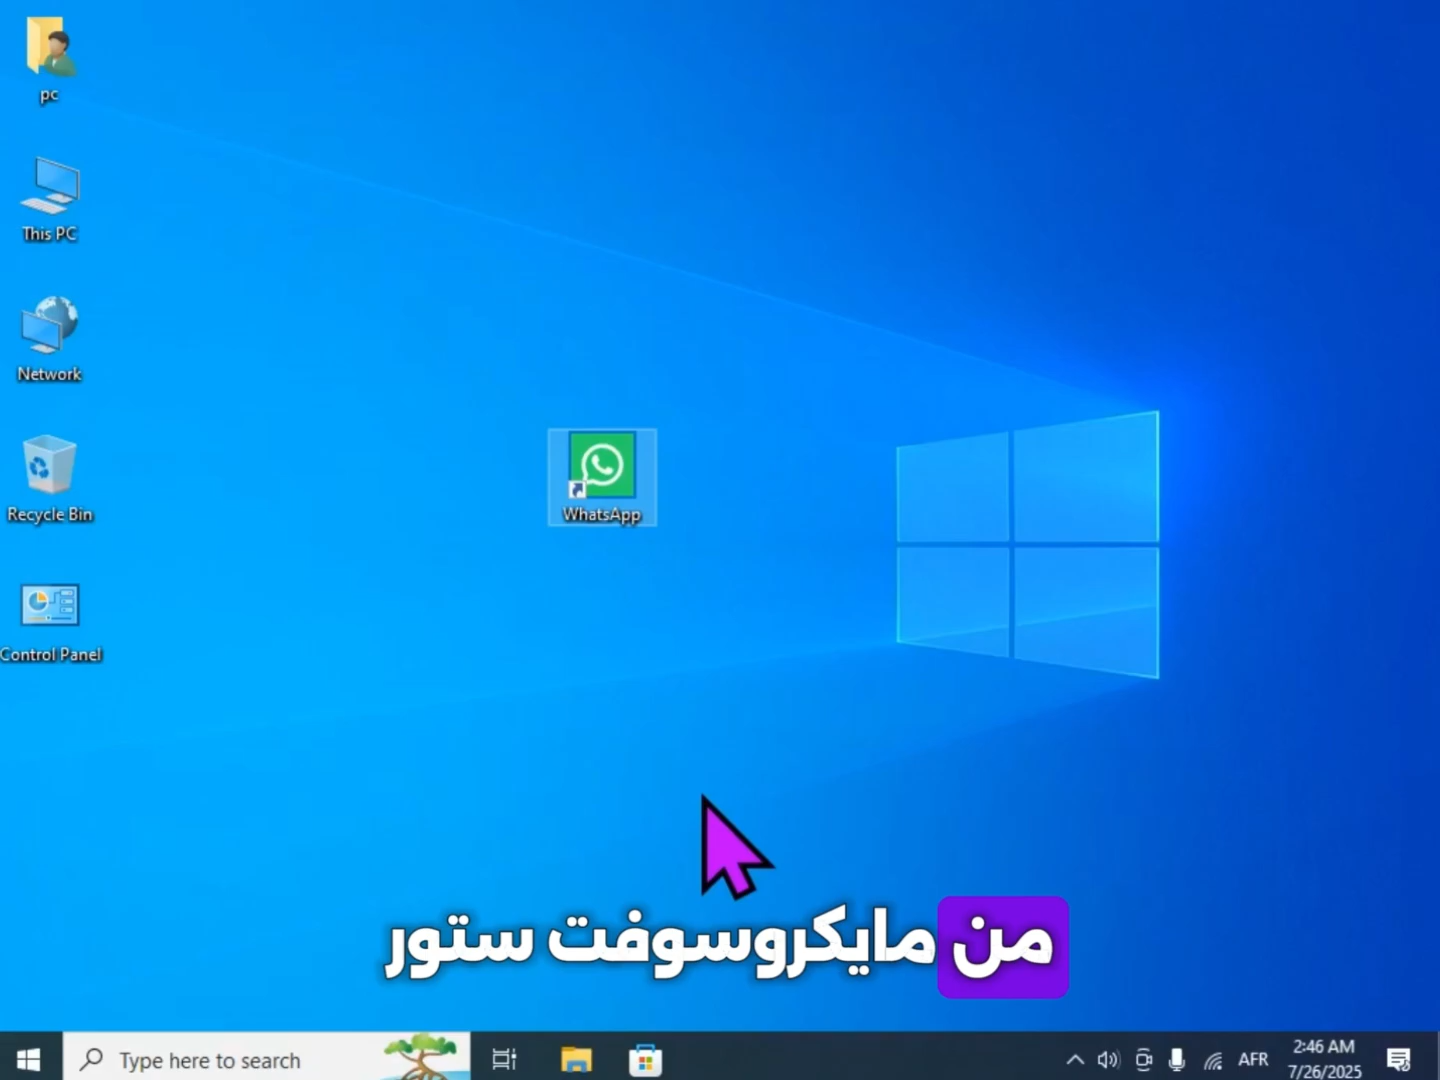 pc
This PC
Network
Recycle Bin
Control Panel
WhatsApp
من مايكروسوفت ستور
Type here to search
AFR
2:46 AM
7/26/2025